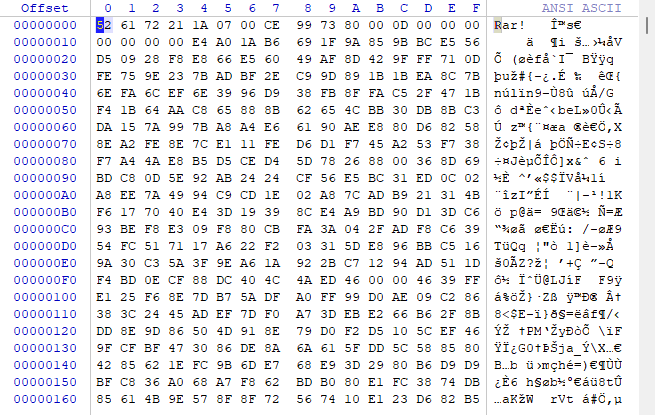 Offset 0 1 2 3 4 5 6 7 8 9 A B C D E F ANSI ASCII
00000000 52 61 72 21 1A 07 00 CE 99 73 80 00 0D 00 00 00 Rar! Î™s€
00000010 00 00 00 00 E4 A0 1A B6 69 1F 9A 85 9B BC E5 56 ä ¶i š…›¼åV
00000020 D5 09 28 F8 E8 66 E5 60 49 AF 8D 42 9F FF 71 0D Õ (øèfå`I¯ BŸÿq
00000030 FE 75 9E 23 7B AD BF 2E C9 9D 89 1B 1B EA 8C 7B þuž#{-¿.É ‰ êŒ{
00000040 6E FA 6C EF 6E 39 96 D9 38 FB 8F FA C5 2F 47 1B núlïn9–Ù8û úÅ/G
00000050 F4 1B 64 AA C8 65 88 8B 62 65 4C BB 30 DB 8B C3 ô dªÈeˆ‹beL»0Û‹Ã
00000060 DA 15 7A 99 7B A8 A4 E6 61 90 AE E8 80 D6 82 58 Ú z™{¨¤æa ®è€Ö‚X
00000070 8E A2 FE 8E 7C E1 11 FE D6 D1 F7 45 A2 53 F7 38 Ž¢þŽ|á þÖÑ÷E¢S÷8
00000080 F7 A4 4A E8 B5 D5 CE ED4 5D 78 26 88 00 36 8D 69 ÷¤JèµÕÎÔ]xˆ& 6 i
00000090 BD C8 0D 5E 92 AB 24 24 CF 56 E5 BC 31 ED 0C 02 ½È ^’«$$ÏVå¼1í
000000A0 A8 EE 7A 49 94 C9 CD 1E 02 A8 7C AD B9 21 31 4B ¨îzI”ÉÍ ¨|-¹!1K
000000B0 F6 17 70 40 E4 3D 19 39 8C E4 A9 BD 90 D1 3D C6 ö p@ä= 9Œä©½ Ñ=Æ
000000C0 93 BE F8 E3 09 F8 80 CB FA 3A 04 2F AD F8 C6 39 “¾øã ø€Ëú: /-øÆ9
000000D0 54 FC 51 71 17 A6 22 F2 03 31 5D E8 96 BB C5 16 TüQq ¦"ò 1]è–»Å
000000E0 9A 30 C3 5A 3F 9E A6 1A 92 2B C7 12 94 AD 51 1D š0ÃZ?ž¦ ’+Ç ”-Q
000000F0 F4 BD 0E CF 88 DC 40 4C 4A ED 46 00 00 46 39 FF ô½ ÏˆÜ@LJíF F9ÿ
00000100 E1 25 F6 8E 7D B7 5A DF A0 FF 99 D0 AE 09 C2 86 á%öŽ}·Zß ÿ™Ð® Â†
00000110 38 3C 24 45 AD EF 7D F0 A7 3D EB E2 66 B6 2F 8B 8<$E-ï}ð§=ëâf¶/‹
00000120 DD 8E 9D 86 50 4D 91 8E 79 D0 F2 D5 10 5C EF 46 ÝŽ †PM‘ŽyÐòÕ \ïF
00000130 9F CF BF 47 30 86 DE 8A 6A 61 5F DD 5C 58 85 80 ŸÏ¿G0†ÞŠja_Ý\X…€
00000140 42 85 62 1E FC 9B 6D E7 68 E9 3D 29 80 B6 D9 D9 B…b ü›mçhé=)€¶ÙÙ
00000150 BF C8 36 A0 68 A7 F8 62 BD B0 80 E1 FC 38 74 DB ¿È6 h§øb½°€áü8tÛ
00000160 85 61 4B 9E 57 8F 8F 72 56 74 10 E1 23 D6 82 B5 …aKžW rVt á#Ö‚µ